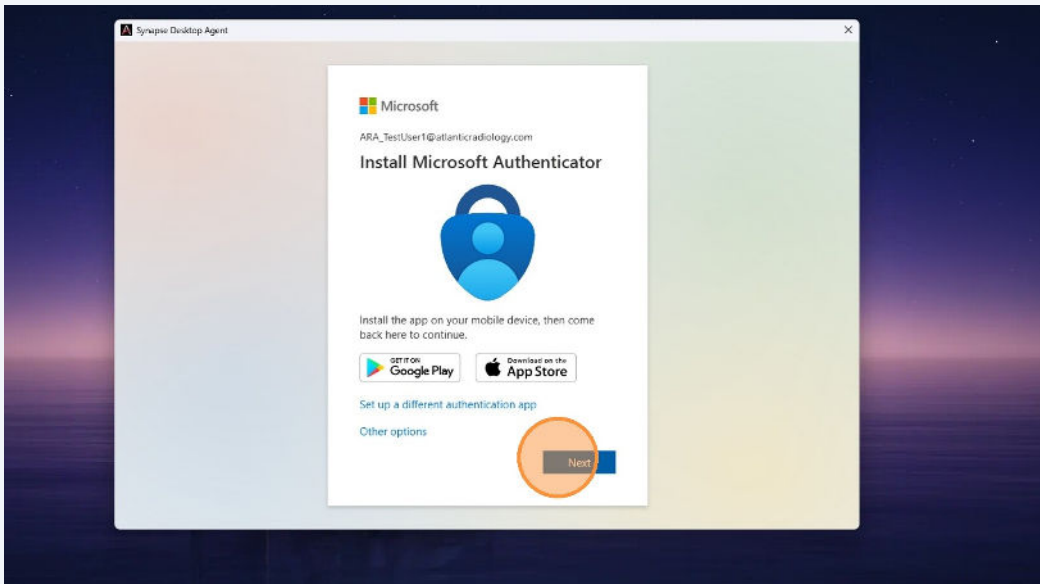 Synapse Desktop Agent
Microsoft
ARA_TestUser1@atlanticradiology.com
Install Microsoft Authenticator
Install the app on your mobile device, then come
back here to continue.
GET IT ON
Google Play
Download on the
App Store
Set up a different authentication app
Other options
Next